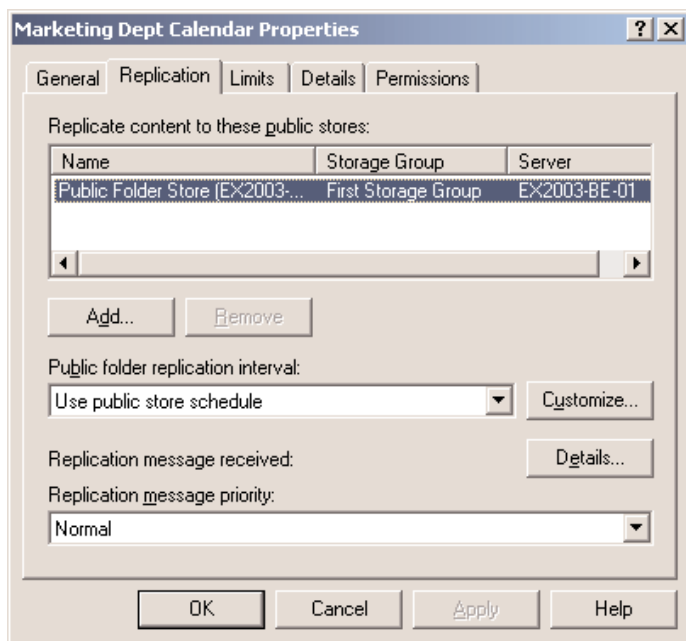 Marketing Dept Calendar Properties
General Replication Limits Details Permissions
Replicate content to these public stores:
Name Storage Group Server
Public Folder Store (EX2003-... First Storage Group EX2003-BE-01
Add... Remove
Public folder replication interval:
Use public store schedule Customize...
Replication message received: Details...
Replication message priority:
Normal
OK Cancel Apply Help